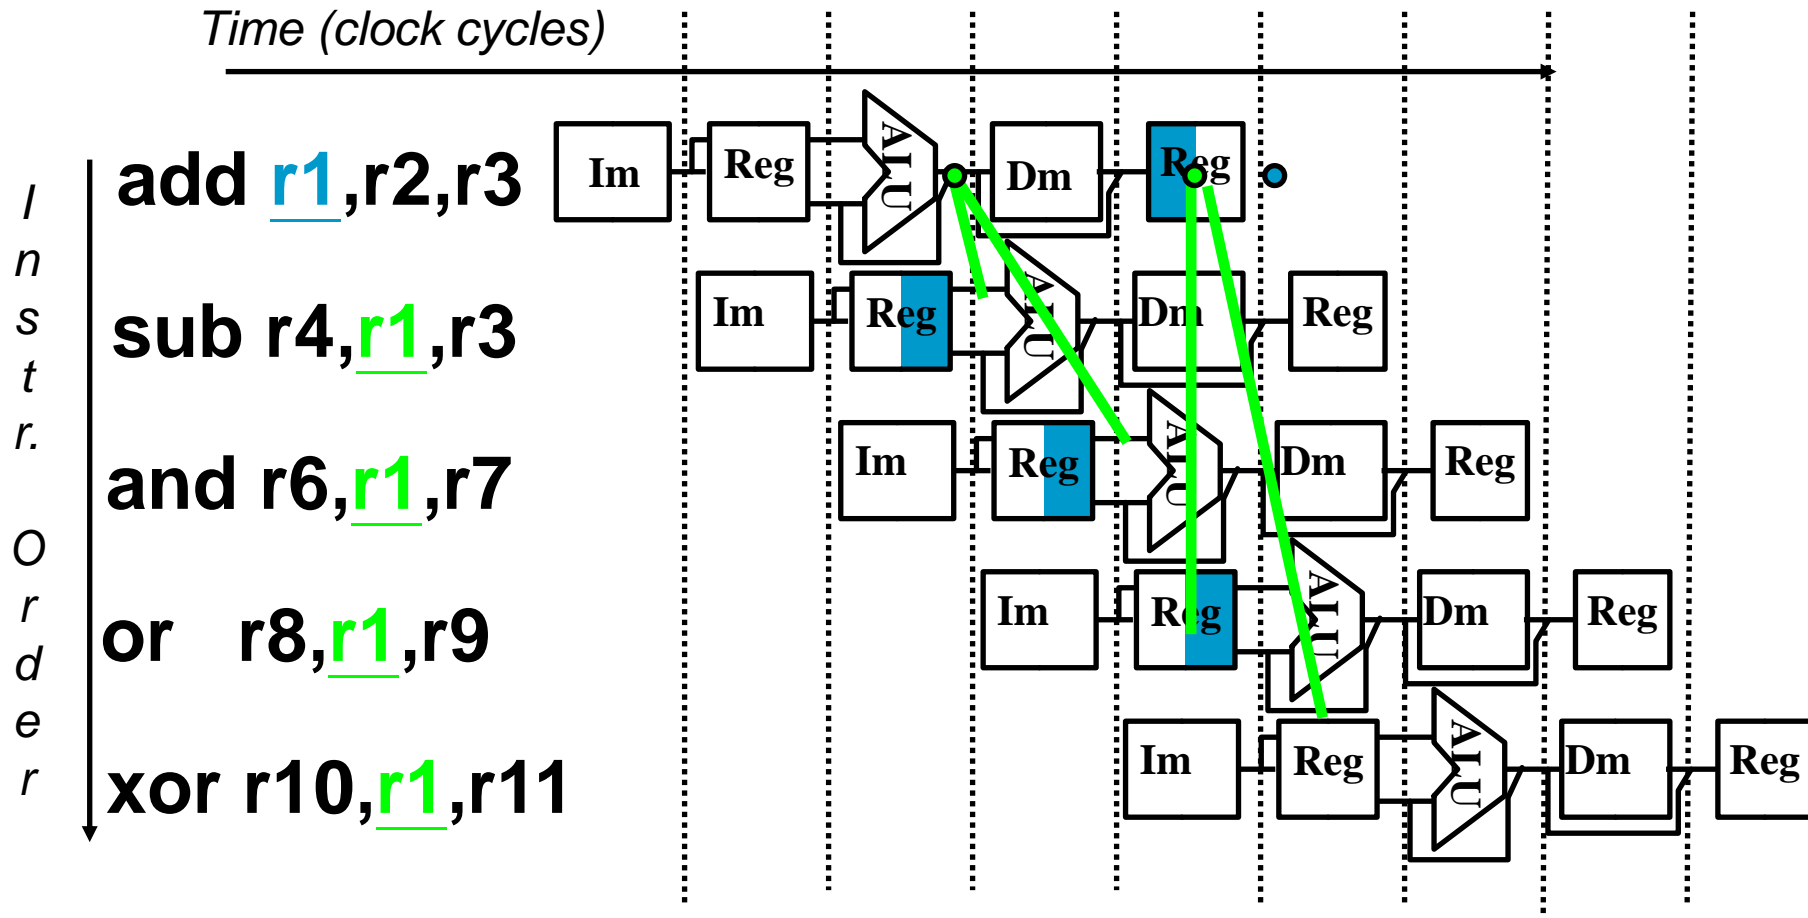 Time (clock cycles)
Instr. Order
add r1,r2,r3
Im Reg ALU Dm Reg
sub r4,r1,r3
Im Reg ALU Dm Reg
and r6,r1,r7
Im Reg ALU Dm Reg
or r8,r1,r9
Im Reg ALU Dm Reg
xor r10,r1,r11
Im Reg ALU Dm Reg